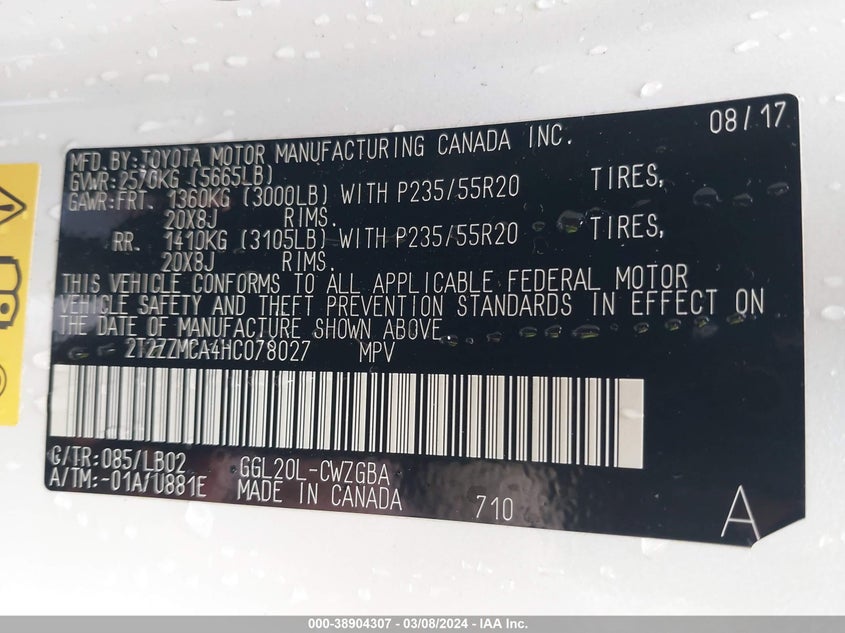 MFD. BY: TOYOTA MOTOR MANUFACTURING CANADA INC. 08/17
GVWR: 2570KG (5665LB)
GAWR: FRT. 1360KG (3000LB) WITH P235/55R20 TIRES,
20X8J RIMS.
RR. 1410KG (3105LB) WITH P235/55R20 TIRES,
20X8J RIMS.
THIS VEHICLE CONFORMS TO ALL APPLICABLE FEDERAL MOTOR
VEHICLE SAFETY AND THEFT PREVENTION STANDARDS IN EFFECT ON
THE DATE OF MANUFACTURE SHOWN ABOVE
2T2ZZMCA4HC078027 MPV
C/TR: 085/LB02 GGL20L-CWZGBA
A/TM: -01A/U881E MADE IN CANADA 710 A
000-38904307 - 03/08/2024 - IAA Inc.